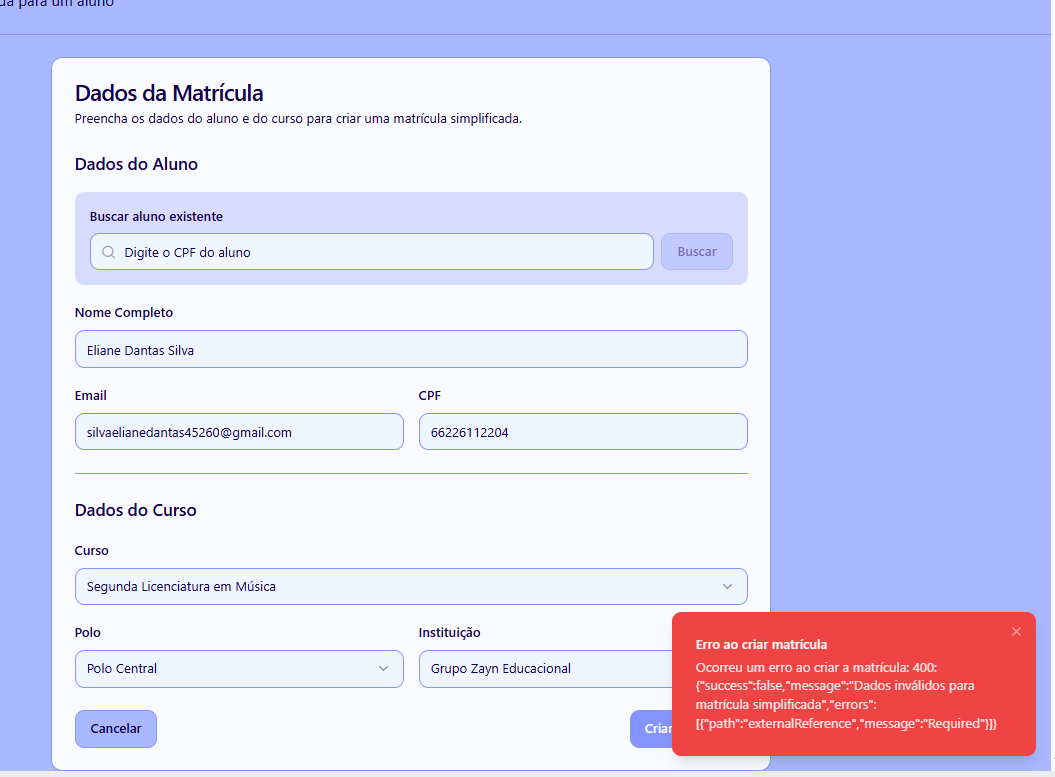 da para um aluno
Dados da Matrícula
Preencha os dados do aluno e do curso para criar uma matrícula simplificada.
Dados do Aluno
Buscar aluno existente
Digite o CPF do aluno
Buscar
Nome Completo
Eliane Dantas Silva
Email
CPF
silvaelianedantas45260@gmail.com
66226112204
Dados do Curso
Curso
Segunda Licenciatura em Música
Polo
Instituição
Polo Central
Grupo Zayn Educacional
Cancelar
Criar
Erro ao criar matrícula
Ocorreu um erro ao criar a matrícula: 400:
{"success":false,"message":"Dados inválidos para
matrícula simplificada","errors":
[{"path":"externalReference","message":"Required"}]}